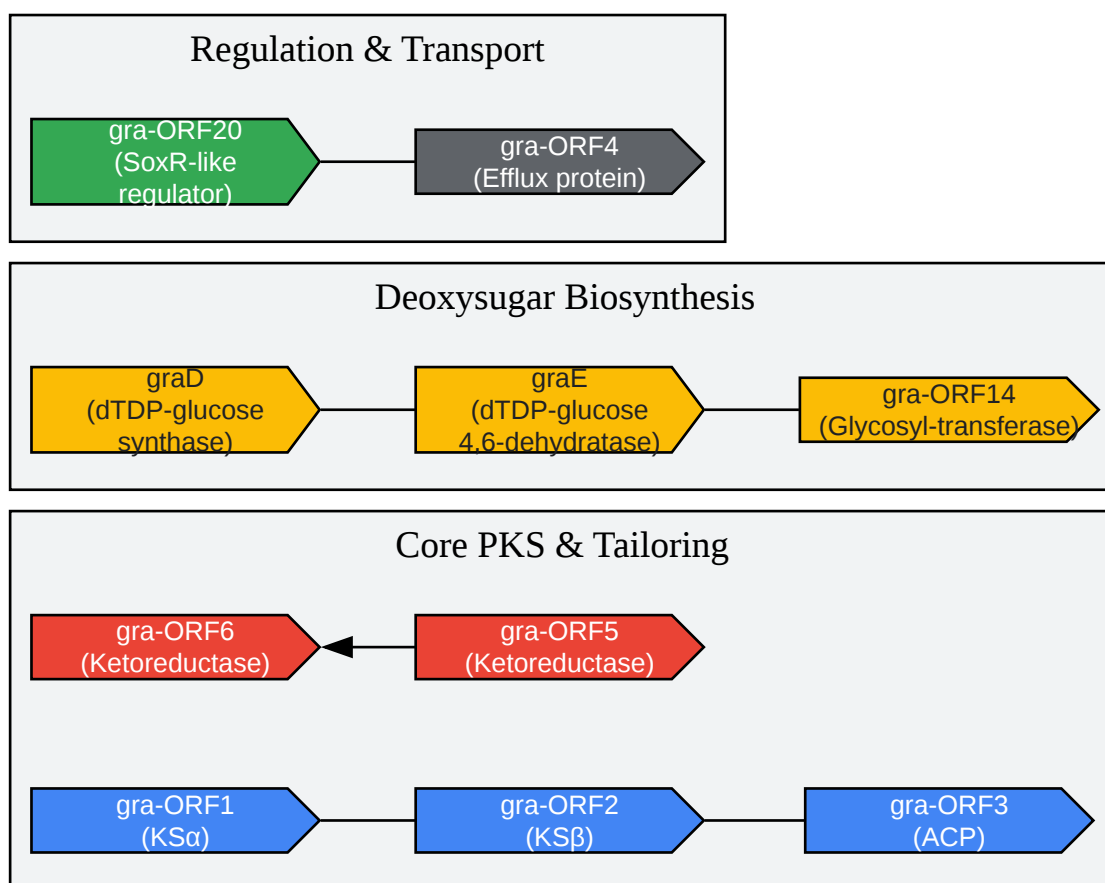 Regulation & Transport
gra-ORF20
(SoxR-like
regulator)
gra-ORF4
(Efflux protein)
Deoxysugar Biosynthesis
graD
(dTDP-glucose
synthase)
graE
(dTDP-glucose
4,6-dehydratase)
gra-ORF14
(Glycosyl-transferase)
Core PKS & Tailoring
gra-ORF6
(Ketoreductase)
gra-ORF5
(Ketoreductase)
gra-ORF1
(KSα)
gra-ORF2
(KSβ)
gra-ORF3
(ACP)